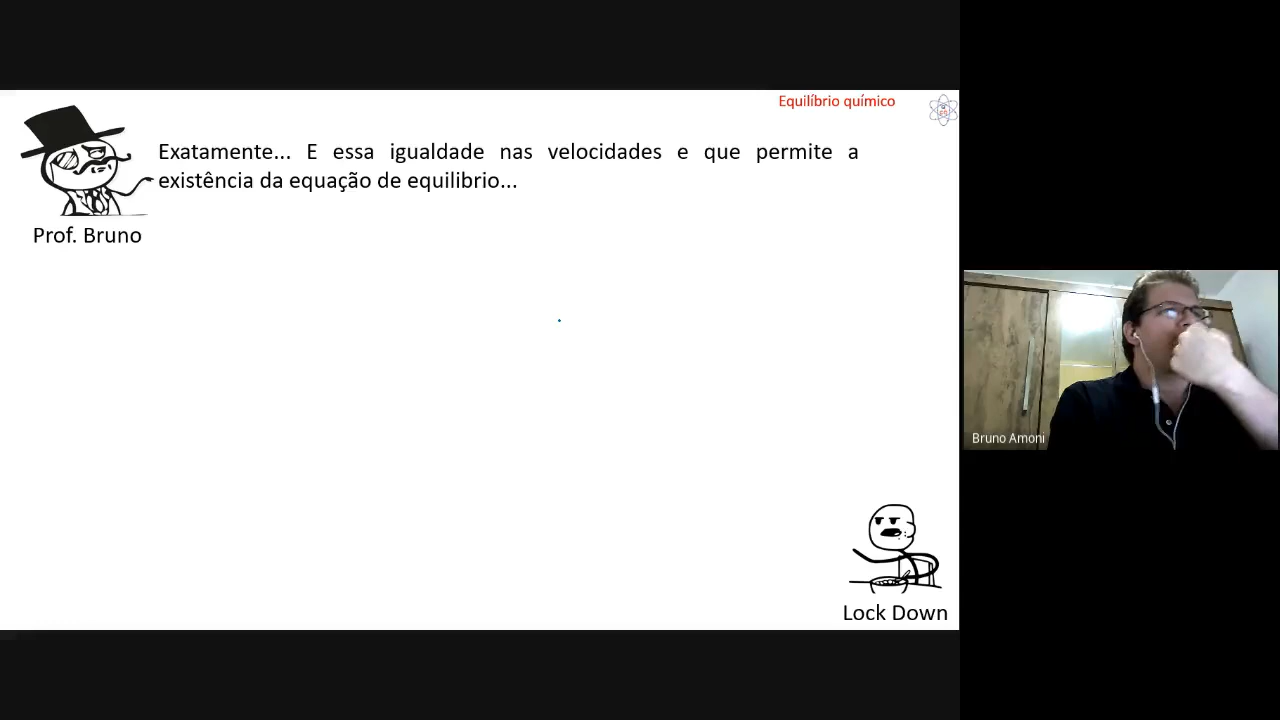 Equilíbrio químico
Exatamente... E essa igualdade nas velocidades e que permite a
existência da equação de equilibrio...
Prof. Bruno
Bruno Amoni
Lock Down